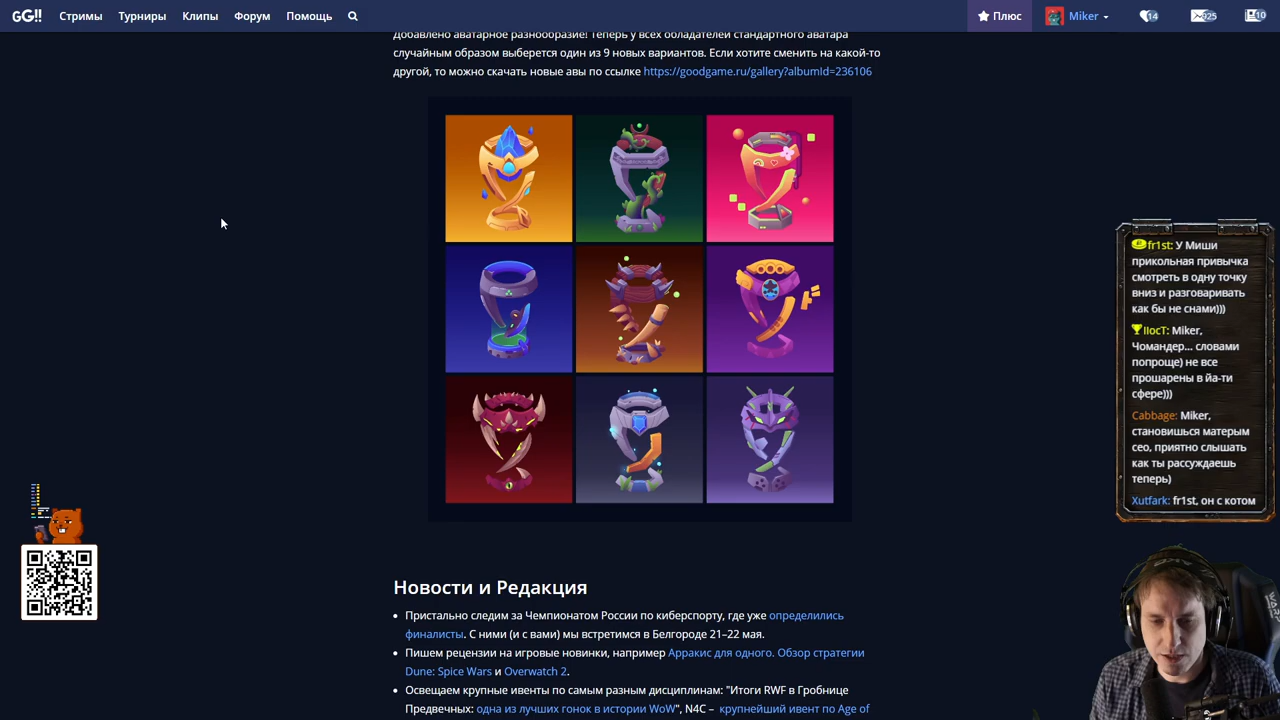 GG!!
Стримы
Турниры
Клипы
Форум
Помощь
Плюс
Miker
14
925
10
Добавлено аватарное разнообразие! Теперь у всех обладателей стандартного аватара
случайным образом выберется один из 9 новых вариантов. Если хотите сменить на какой-то
другой, то можно скачать новые авы по ссылке https://goodgame.ru/gallery?albumId=236106
fr1st: У Миши
прикольная привычка
смотреть в одну точку
вниз и разговаривать
как бы не снами)))
IIocT: Miker,
Чомандер... словами
попроще) не все
прошарены в йа-ти
сфере)))
Cabbage: Miker,
становишься матерым
сео, приятно слышать
как ты рассуждаешь
теперь)
Xutfark: fr1st, он с котом
Новости и Редакция
Пристально следим за Чемпионатом России по киберспорту, где уже определились
финалисты. С ними (и с вами) мы встретимся в Белгороде 21–22 мая.
Пишем рецензии на игровые новинки, например Арракис для одного. Обзор стратегии
Dune: Spice Wars и Overwatch 2.
Освещаем крупные ивенты по самым разным дисциплинам: "Итоги RWF в Гробнице
Предвечных: одна из лучших гонок в истории WoW", N4C – крупнейший ивент по Age of